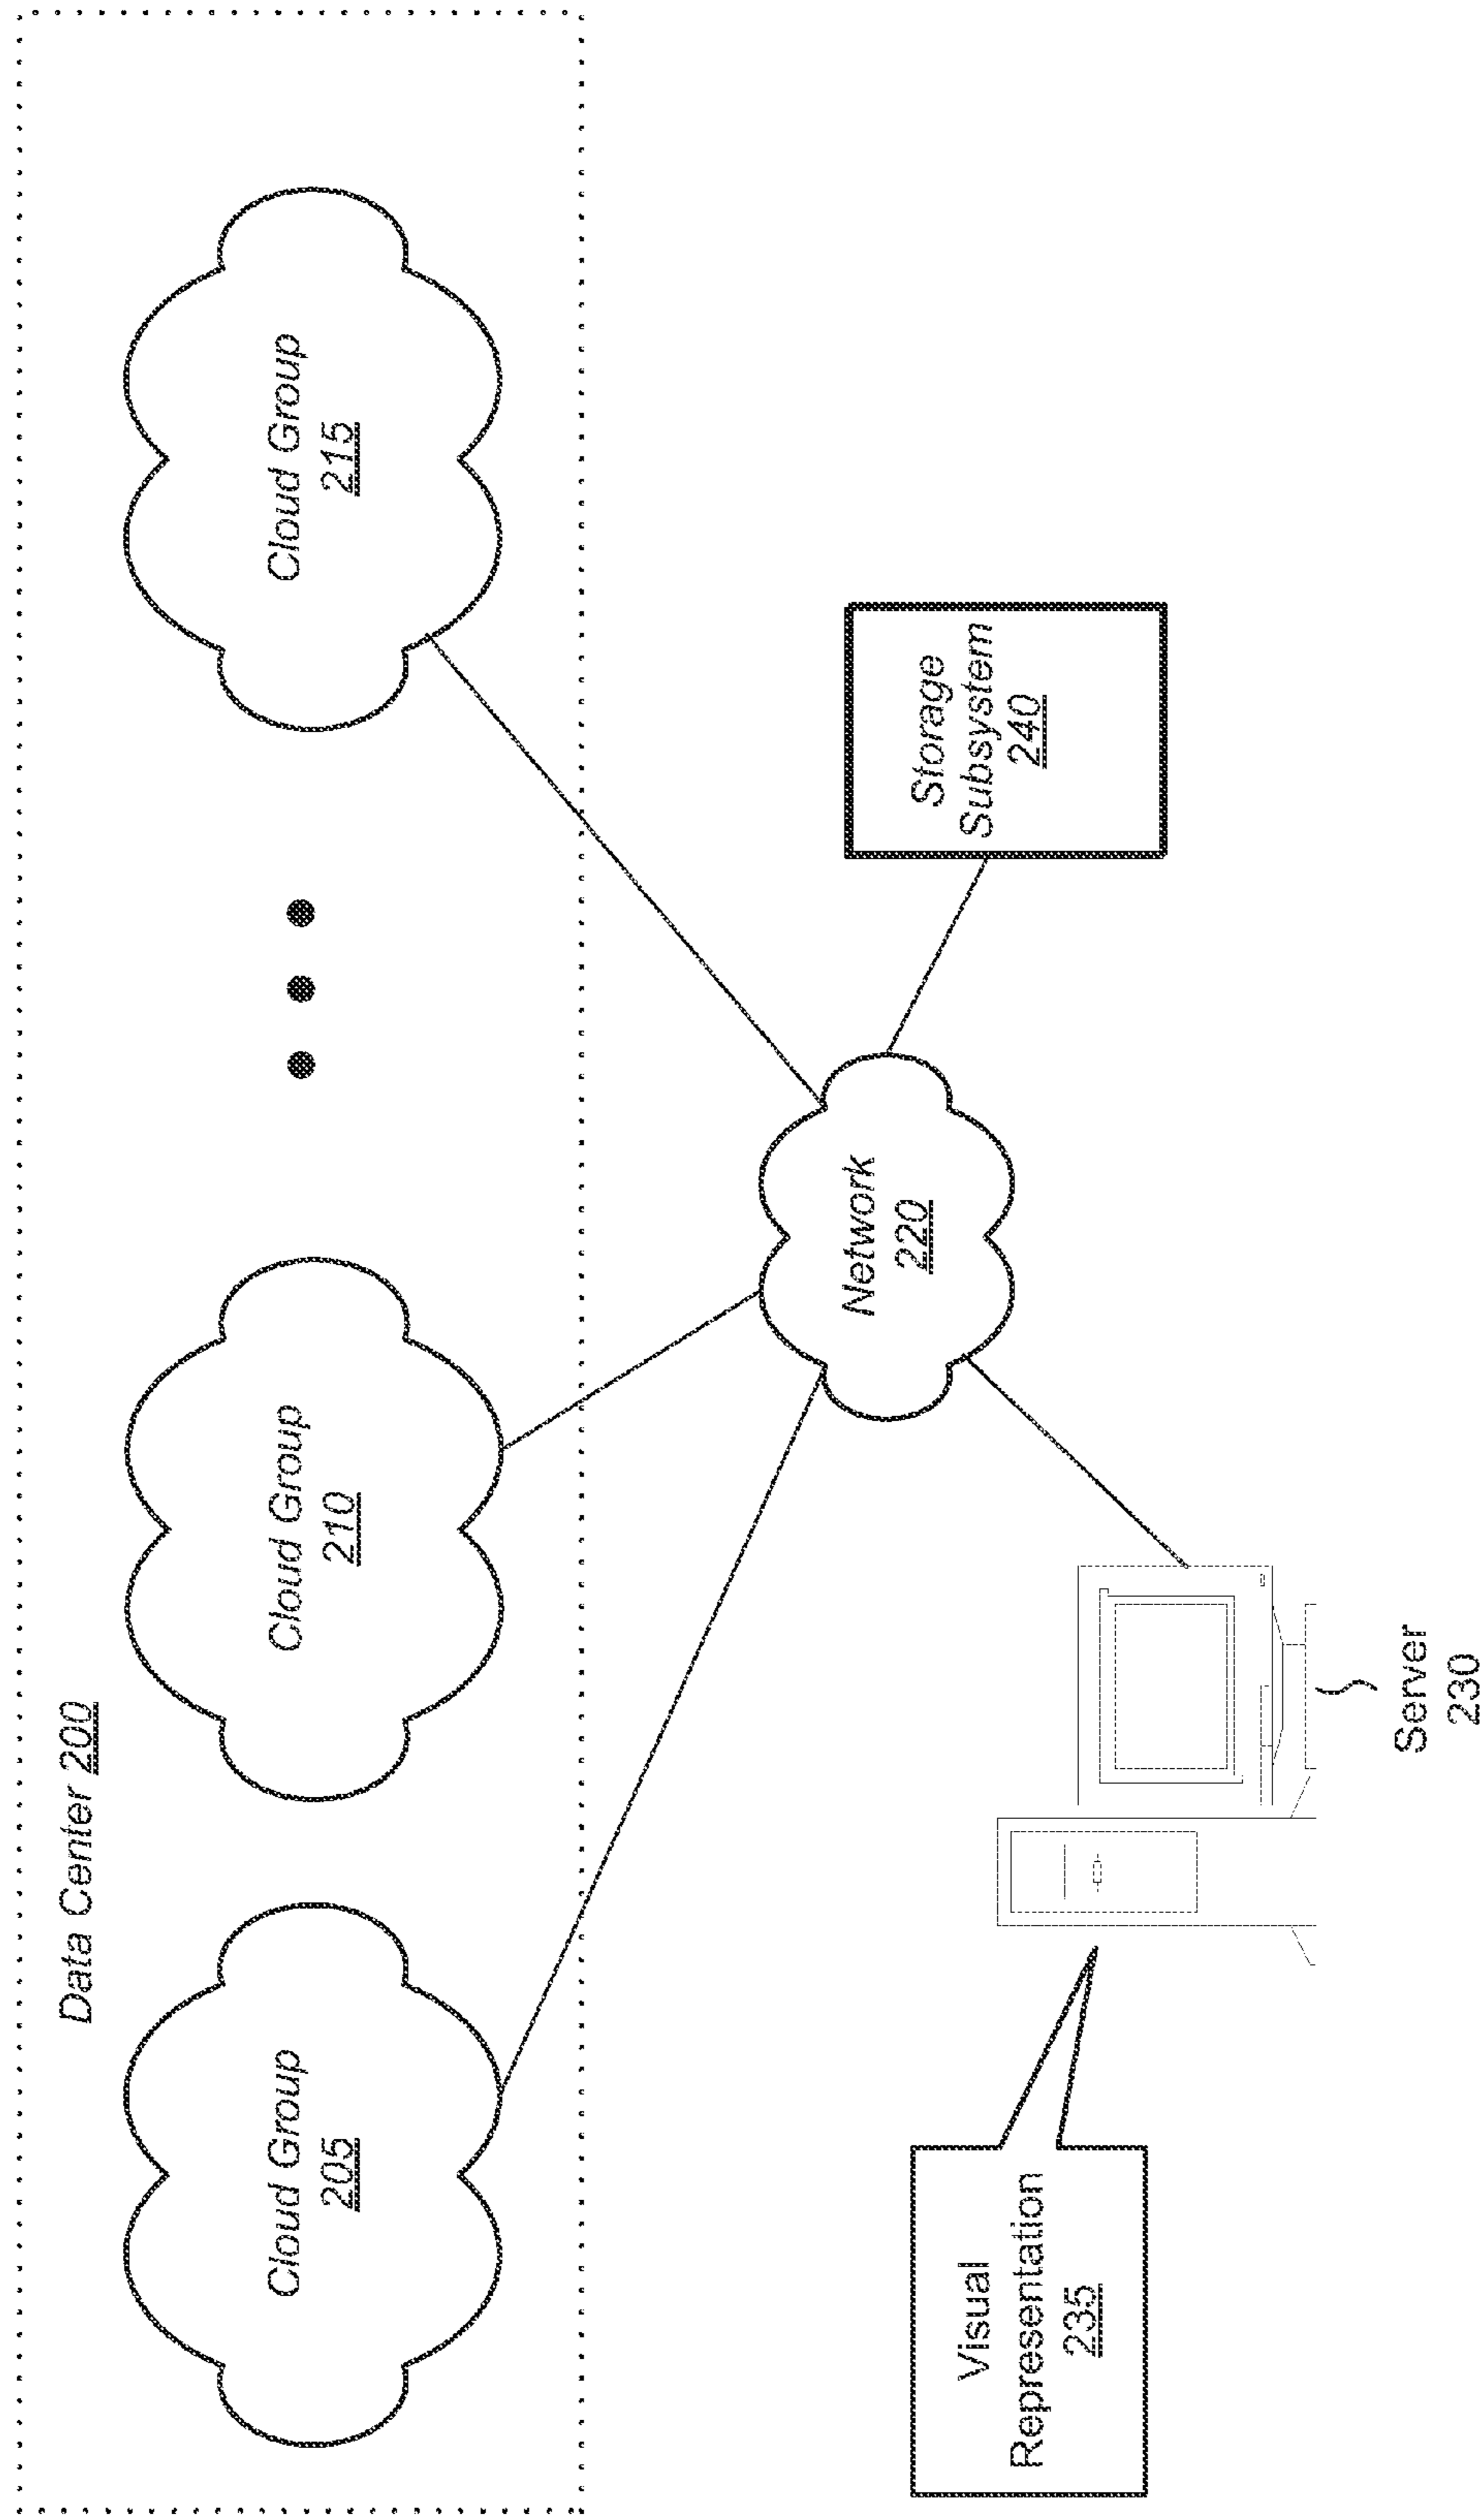 Data Center 200
Cloud Group
205
Cloud Group
210
Cloud Group
215
Network
220
Storage
Subsystem
240
Visual
Representation
235
Server
230